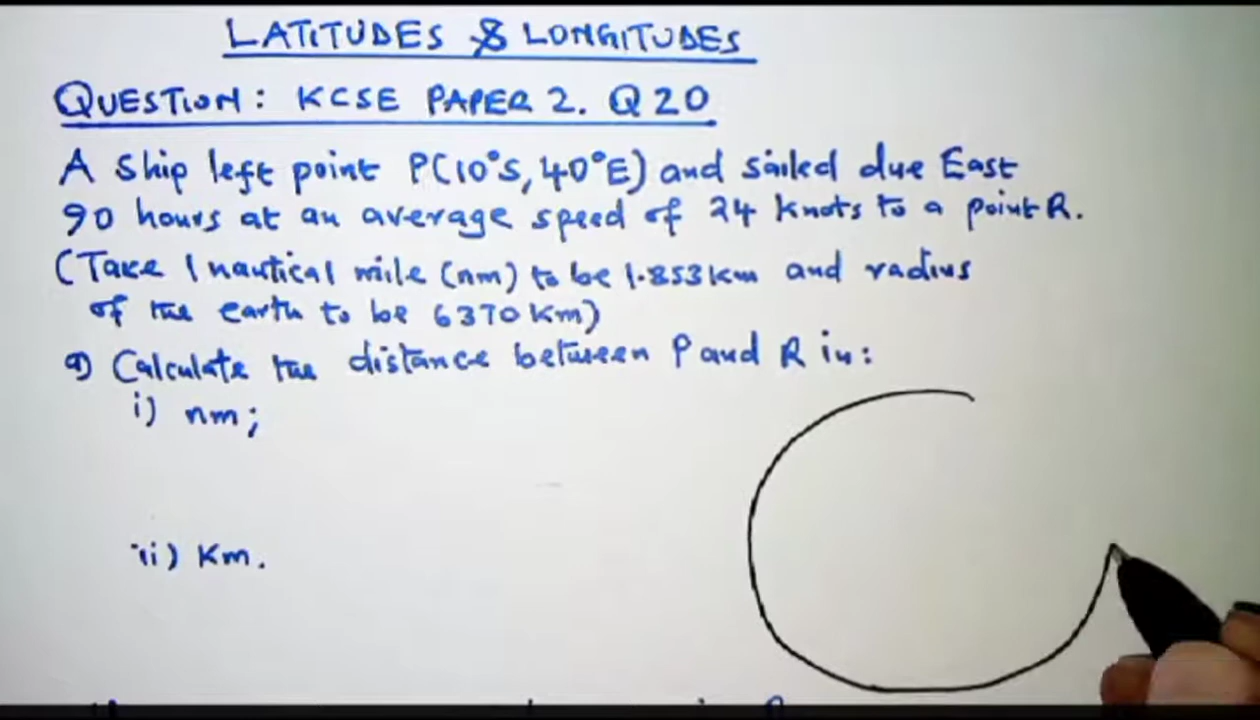 LATITUDES & LONGITUDES
QUESTION: KCSE PAPER 2. Q20
A ship left point P(10°S, 40°E) and sailed due East
90 hours at an average speed of 24 knots to a point R.
(Take 1 nautical mile (nm) to be 1.853km and radius
of the earth to be 6370 Km)
a) Calculate the distance between P and R in:
i) nm;
ii) Km.